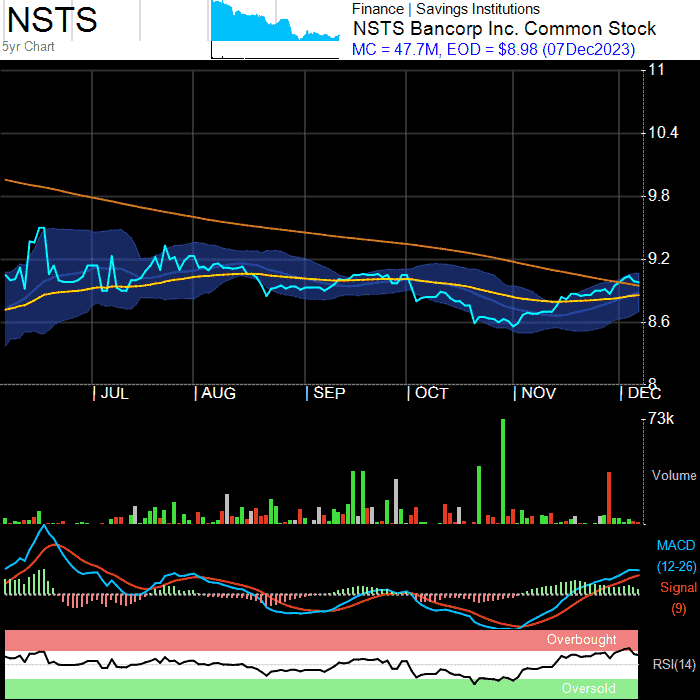 NSTS
5yr Chart
Finance | Savings Institutions
NSTS Bancorp Inc. Common Stock
MC = 47.7M, EOD = $8.98 (07Dec2023)
11
10.4
9.8
9.2
8.6
8
| JUL | AUG | SEP | OCT | NOV | DEC
73k
Volume
MACD
(12-26)
Signal
(9)
Overbought
RSI(14)
Oversold